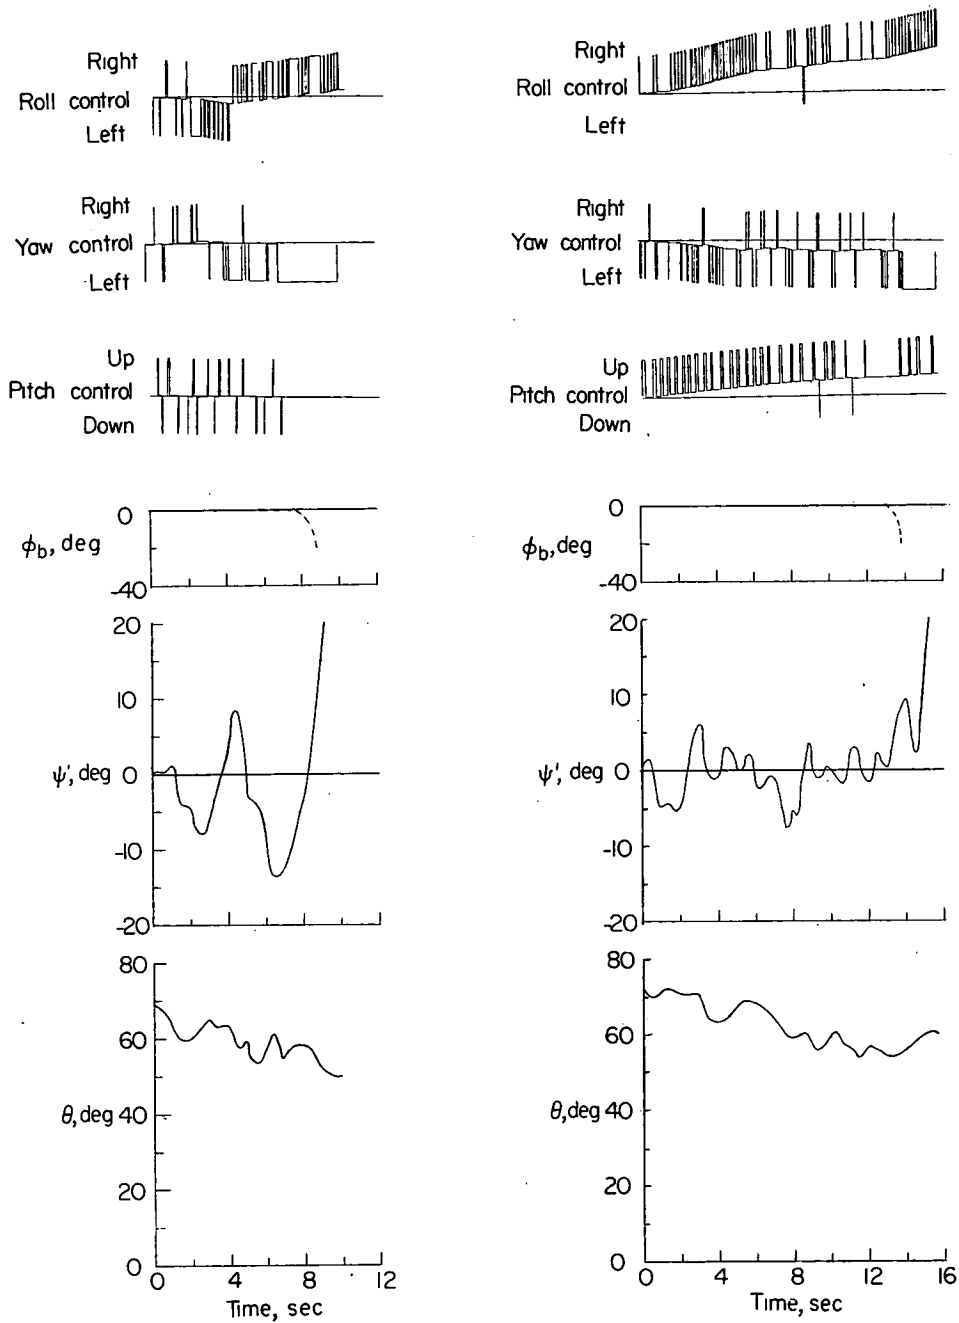 Right
Roll control
Left
Right
Yaw control
Left
Up
Pitch control
Down
0
ϕb, deg
-40
20
10
ψ', deg 0
-10
-20
80
60
θ, deg 40
20
0
0 4 8 12
Time, sec
Right
Roll control
Left
Right
Yaw control
Left
Up
Pitch control
Down
0
ϕb, deg
-40
20
10
ψ', deg 0
-10
-20
80
60
θ, deg 40
20
0
0 4 8 12 16
Time, sec